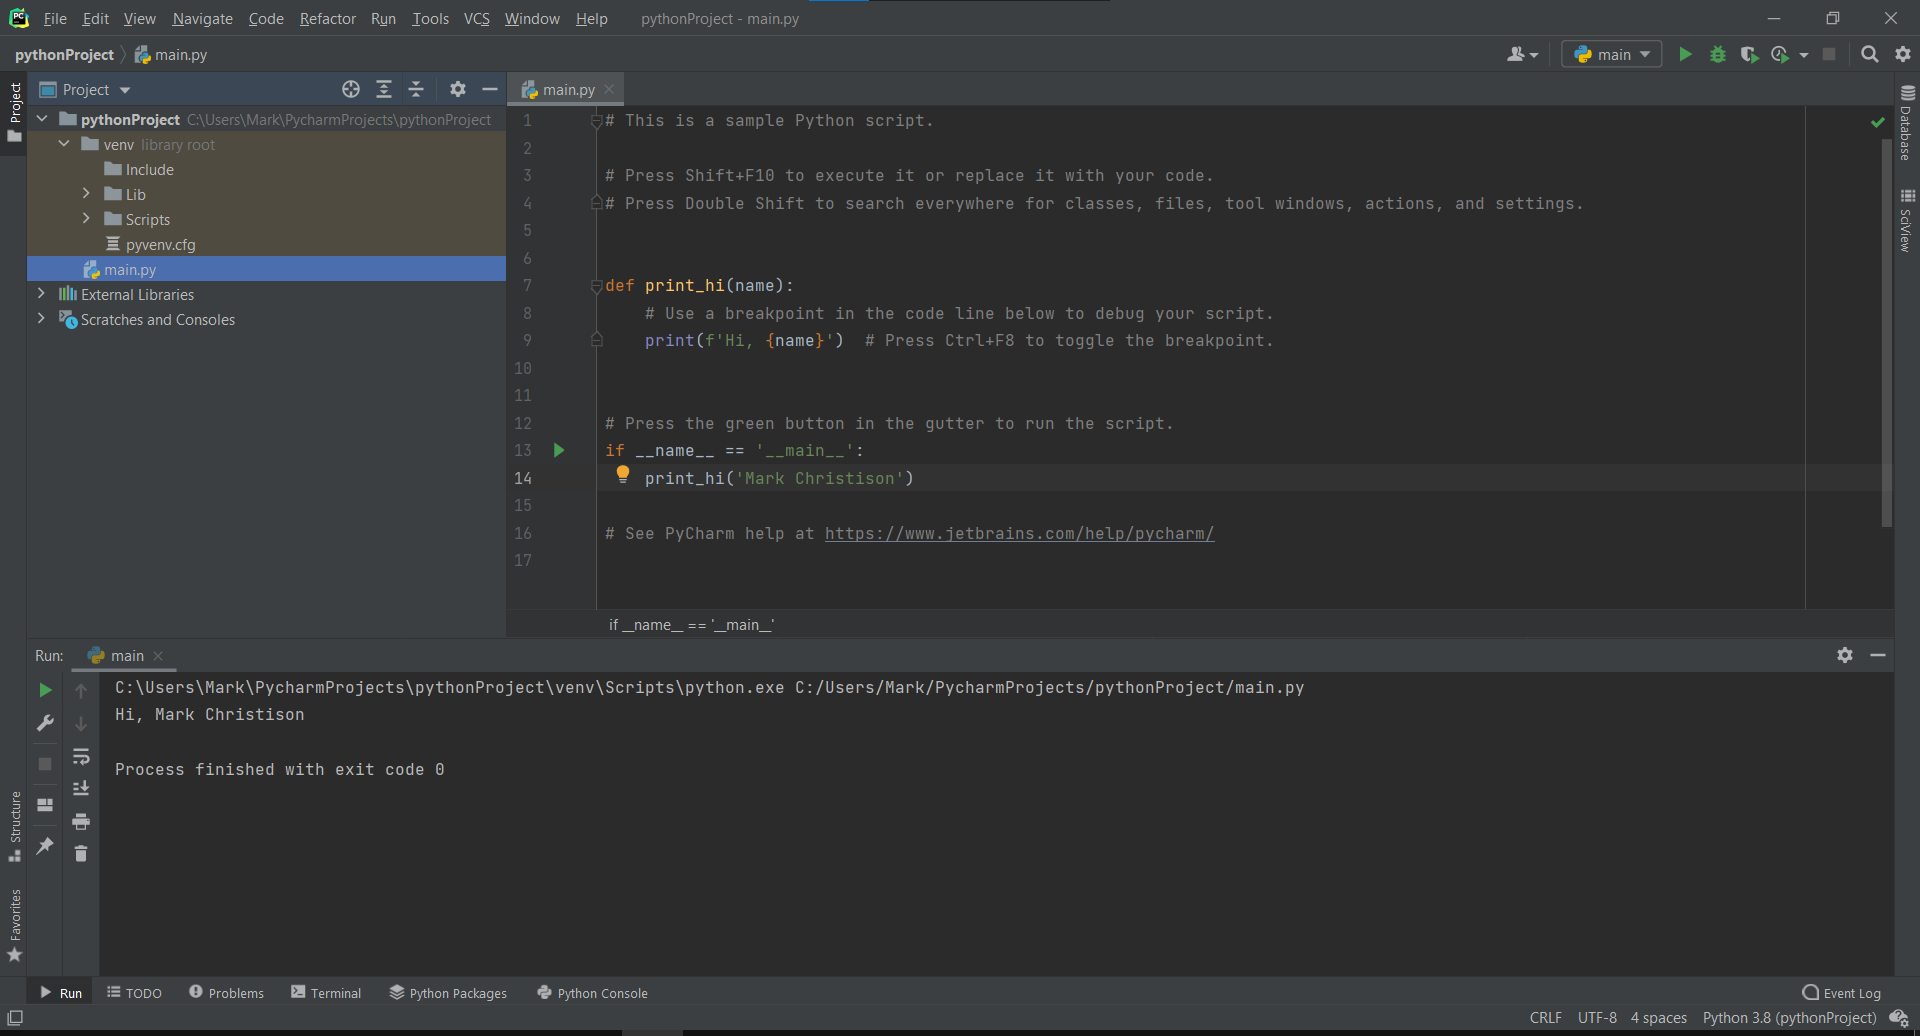 PC File Edit View Navigate Code Refactor Run Tools VCS Window Help pythonProject - main.py
pythonProject main.py main
Project
Project
pythonProject C:\Users\Mark\PycharmProjects\pythonProject
venv library root
Include
Lib
Scripts
pyvenv.cfg
main.py
External Libraries
Scratches and Consoles
main.py
1 # This is a sample Python script.
2
3 # Press Shift+F10 to execute it or replace it with your code.
4 # Press Double Shift to search everywhere for classes, files, tool windows, actions, and settings.
5
6
7 def print_hi(name):
8 # Use a breakpoint in the code line below to debug your script.
9 print(f'Hi, {name}') # Press Ctrl+F8 to toggle the breakpoint.
10
11
12 # Press the green button in the gutter to run the script.
13 if __name__ == '__main__':
14 print_hi('Mark Christison')
15
16 # See PyCharm help at https://www.jetbrains.com/help/pycharm/
17
if __name__ == '__main__'
Database
SciView
Run: main
C:\Users\Mark\PycharmProjects\pythonProject\venv\Scripts\python.exe C:/Users/Mark/PycharmProjects/pythonProject/main.py
Hi, Mark Christison
Process finished with exit code 0
Structure
Favorites
Run TODO Problems Terminal Python Packages Python Console Event Log
CRLF UTF-8 4 spaces Python 3.8 (pythonProject)